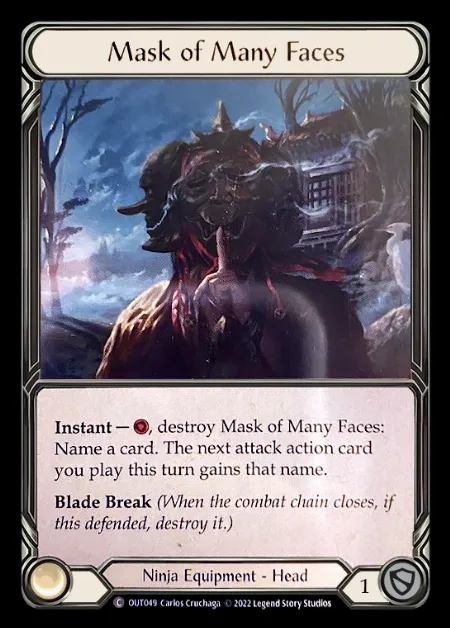 Mask of Many Faces
Instant — , destroy Mask of Many Faces:
Name a card. The next attack action card
you play this turn gains that name.
Blade Break (When the combat chain closes, if
this defended, destroy it.)
Ninja Equipment - Head
1
C OUT049 Carlos Cruchaga © 2022 Legend Story Studios